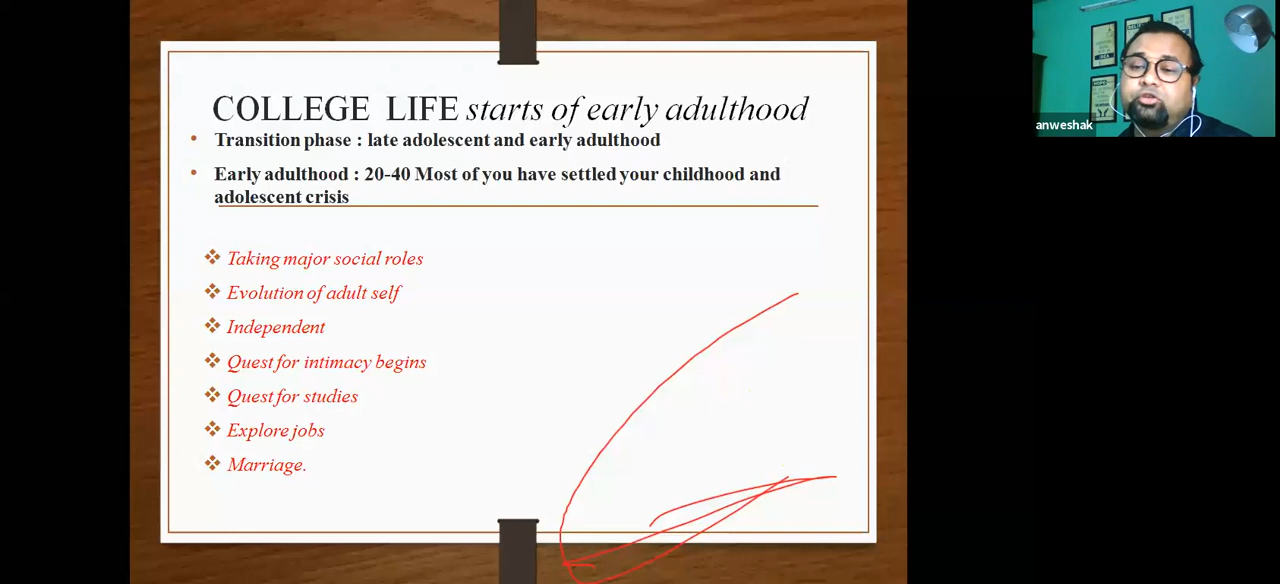 COLLEGE LIFE starts of early adulthood
• Transition phase : late adolescent and early adulthood
• Early adulthood : 20-40 Most of you have settled your childhood and
adolescent crisis
❖ Taking major social roles
❖ Evolution of adult self
❖ Independent
❖ Quest for intimacy begins
❖ Quest for studies
❖ Explore jobs
❖ Marriage.
anweshak